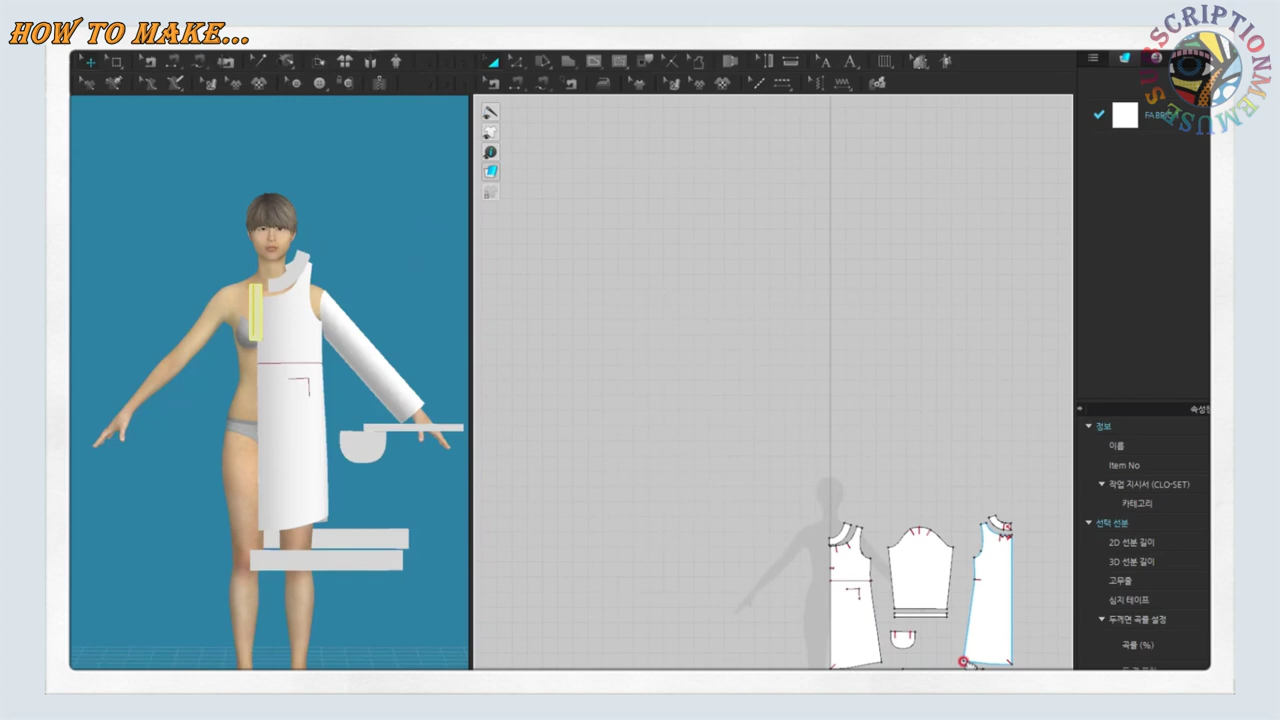 HOW TO MAKE...
SUBSCRIPTIONMEMUSE
FABRIC
속성창
정보
이름
Item No
작업 지시서 (CLO-SET)
카테고리
선택 선분
2D 선분 길이
3D 선분 길이
고무줄
심지 테이프
두께면 곡률 설정
곡률 (%)